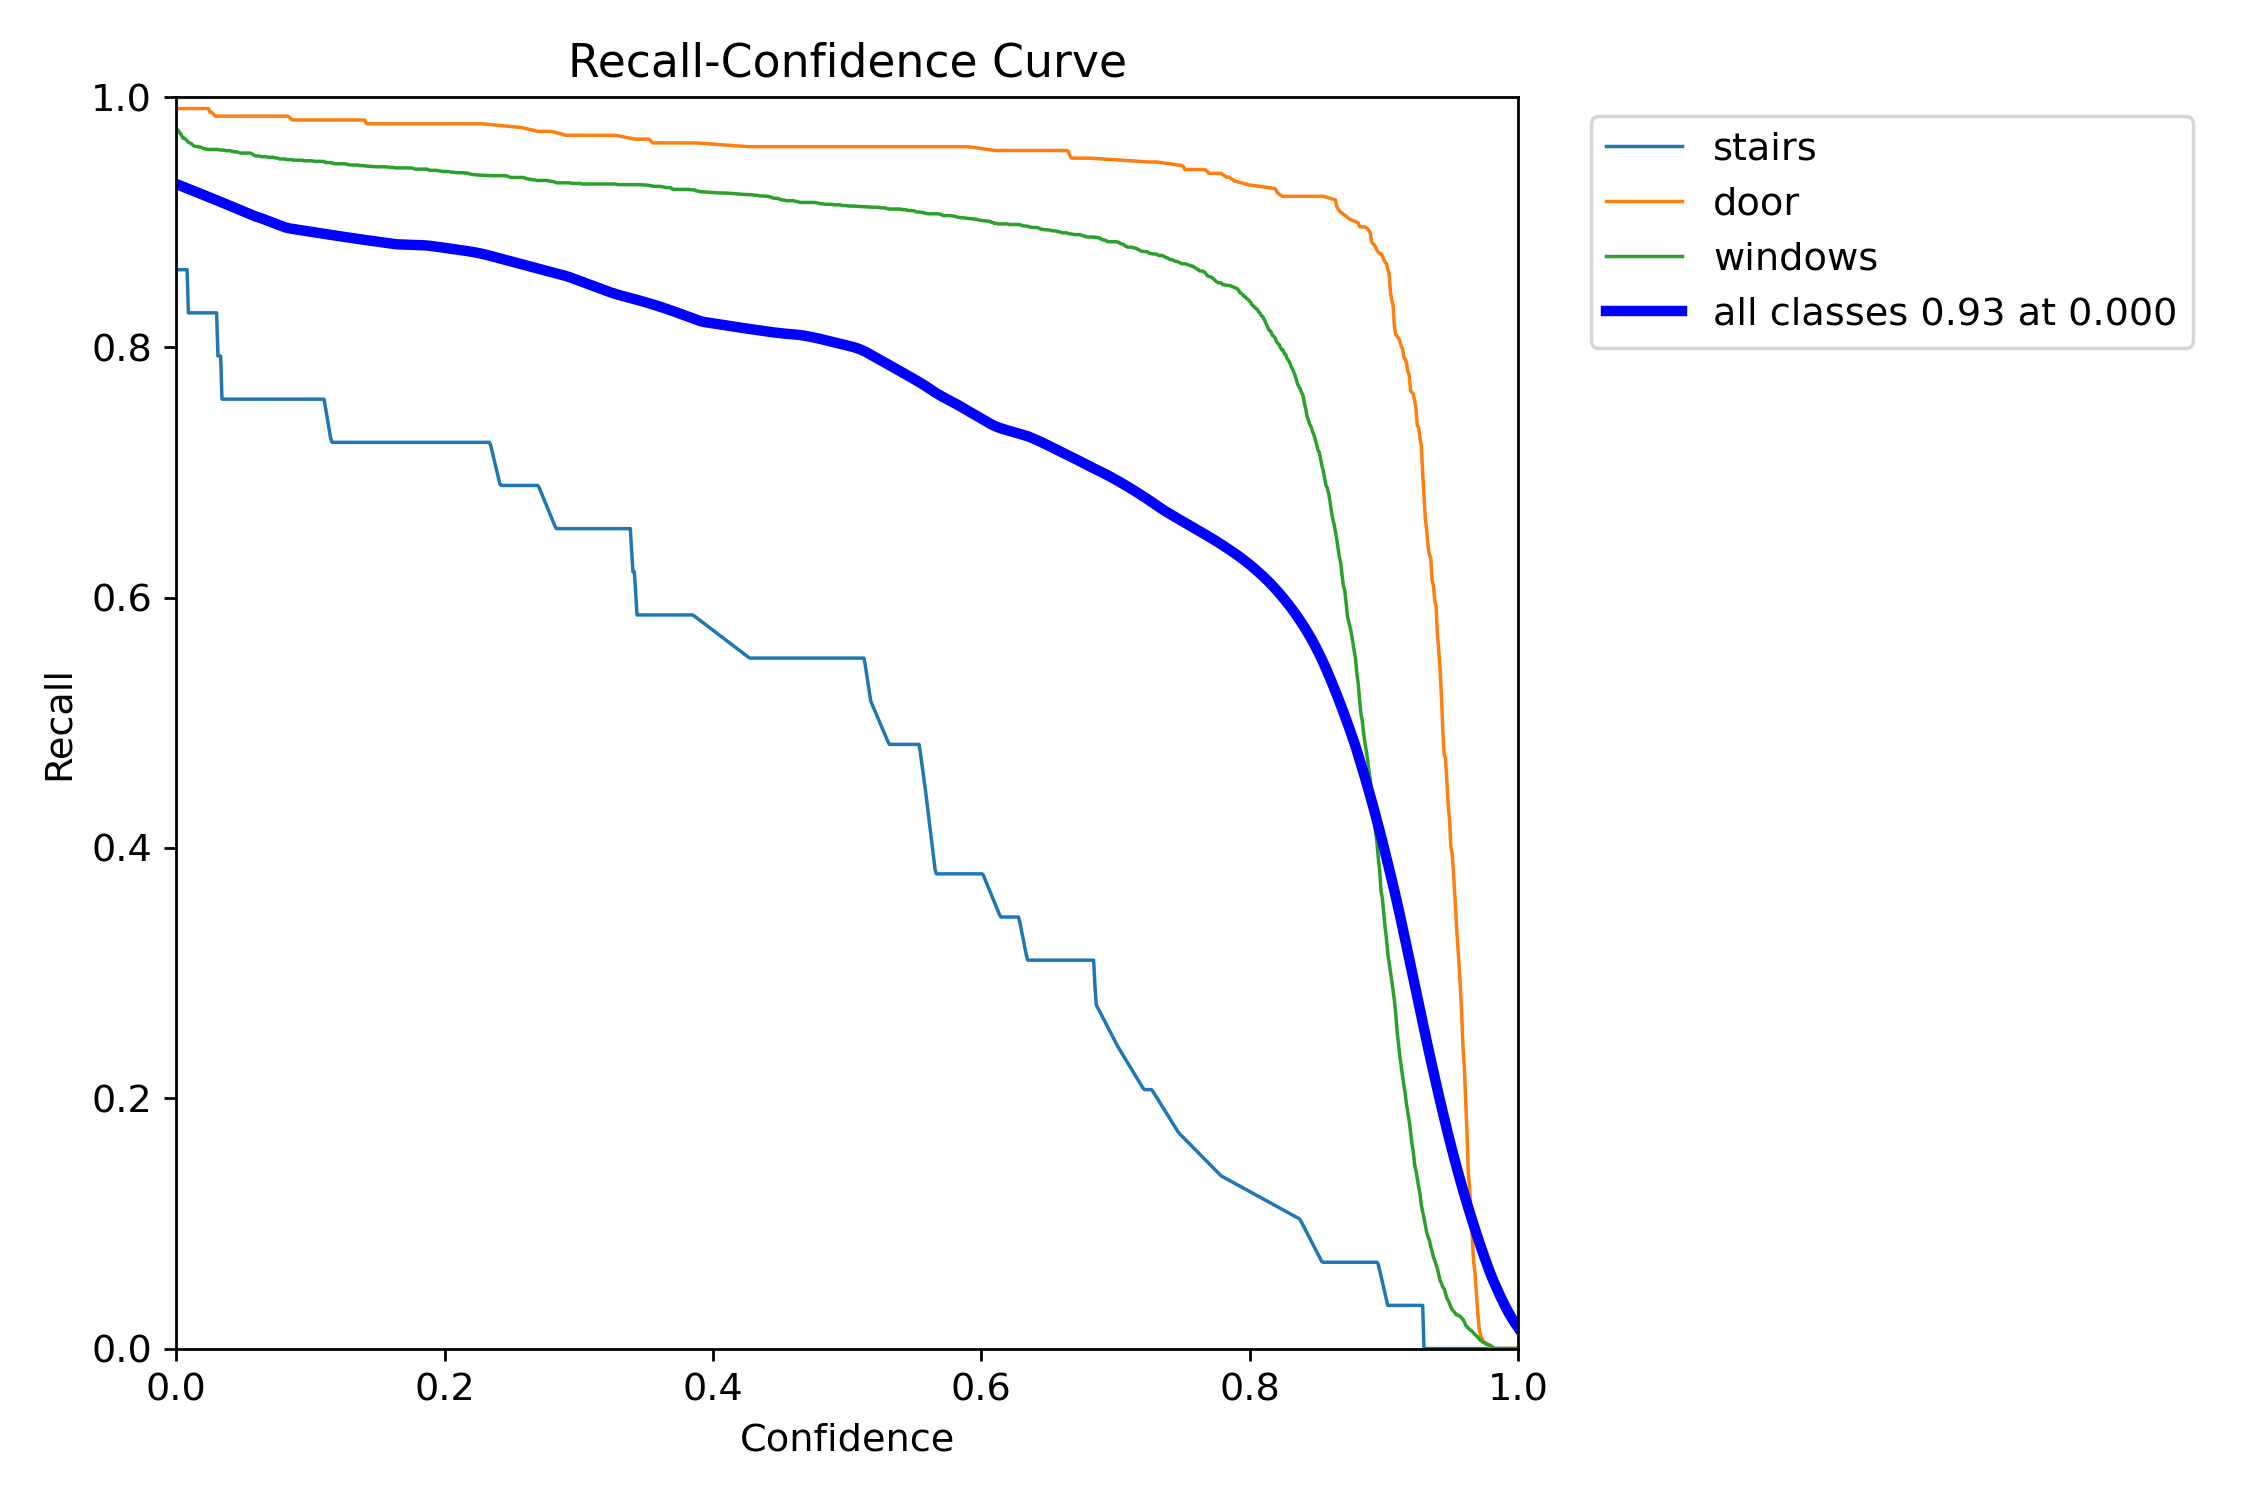 Recall-Confidence Curve
1.0
0.8
0.6
0.4
0.2
0.0
Recall
0.0 0.2 0.4 0.6 0.8 1.0
Confidence
stairs
door
windows
all classes 0.93 at 0.000